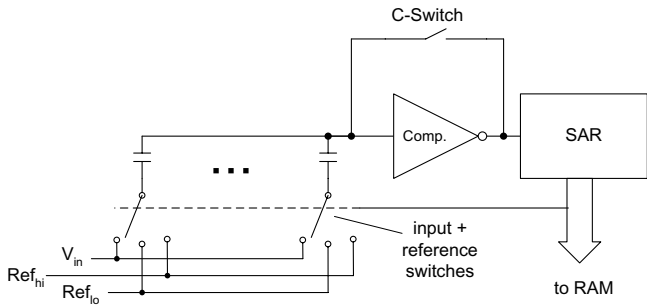 C-Switch
Comp.
SAR
input +
reference
switches
V_in
Ref_hi
Ref_lo
to RAM